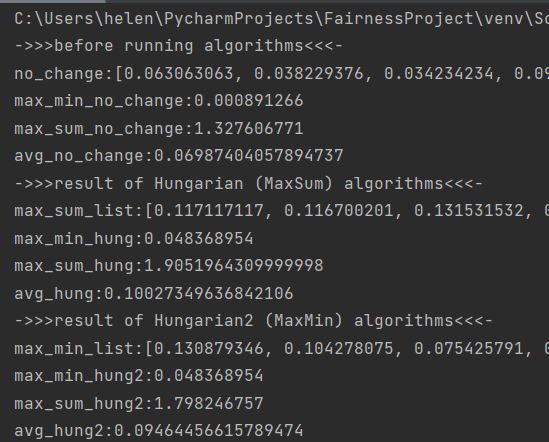 C:\Users\helen\PycharmProjects\FairnessProject\venv\Sc
->>>before running algorithms<<<-
no_change:[0.063063063, 0.038229376, 0.034234234, 0.09
max_min_no_change:0.000891266
max_sum_no_change:1.327606771
avg_no_change:0.06987404057894737
->>>result of Hungarian (MaxSum) algorithms<<<-
max_sum_list:[0.117117117, 0.116700201, 0.131531532, 0
max_min_hung:0.048368954
max_sum_hung:1.9051964309999998
avg_hung:0.10027349636842106
->>>result of Hungarian2 (MaxMin) algorithms<<<-
max_min_list:[0.130879346, 0.104278075, 0.075425791, 0
max_min_hung2:0.048368954
max_sum_hung2:1.798246757
avg_hung2:0.09464456615789474